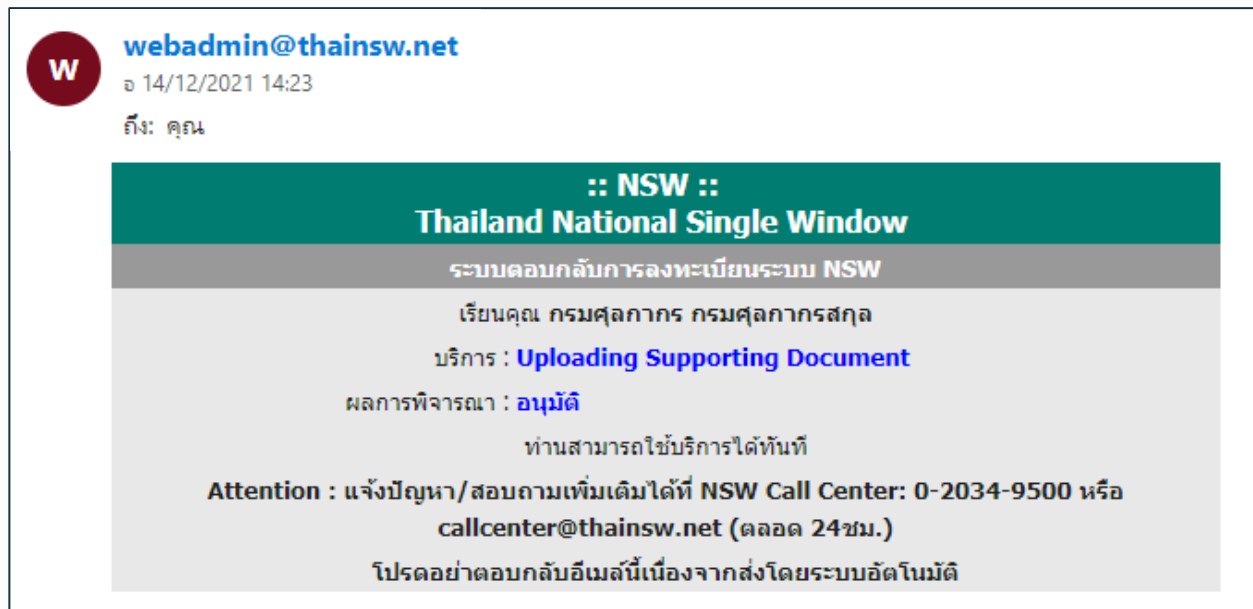 W
webadmin@thainsw.net
อ 14/12/2021 14:23
ถึง: คุณ
:: NSW ::
Thailand National Single Window
ระบบตอบกลับการลงทะเบียนระบบ NSW
เรียนคุณ กรมศุลกากร กรมศุลกากรสกุล
บริการ : Uploading Supporting Document
ผลการพิจารณา : อนุมัติ
ท่านสามารถใช้บริการได้ทันที
Attention : แจ้งปัญหา/สอบถามเพิ่มเติมได้ที่ NSW Call Center: 0-2034-9500 หรือ
callcenter@thainsw.net (ตลอด 24ชม.)
โปรดอย่าตอบกลับอีเมล์นี้เนื่องจากส่งโดยระบบอัตโนมัติ